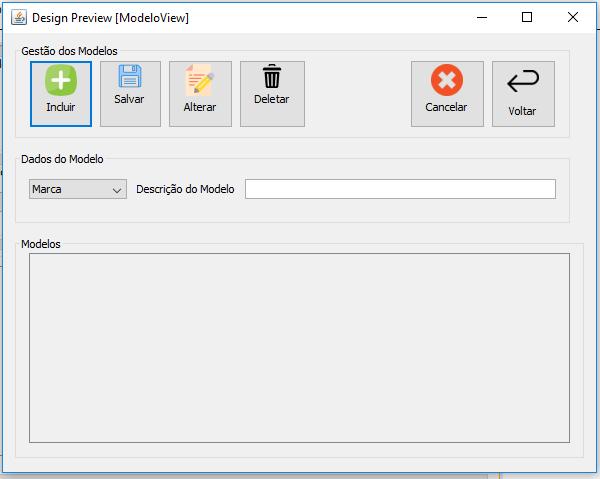 Design Preview [ModeloView]
Gestão dos Modelos
Incluir
Salvar
Alterar
Deletar
Cancelar
Voltar
Dados do Modelo
Marca
Descrição do Modelo
Modelos